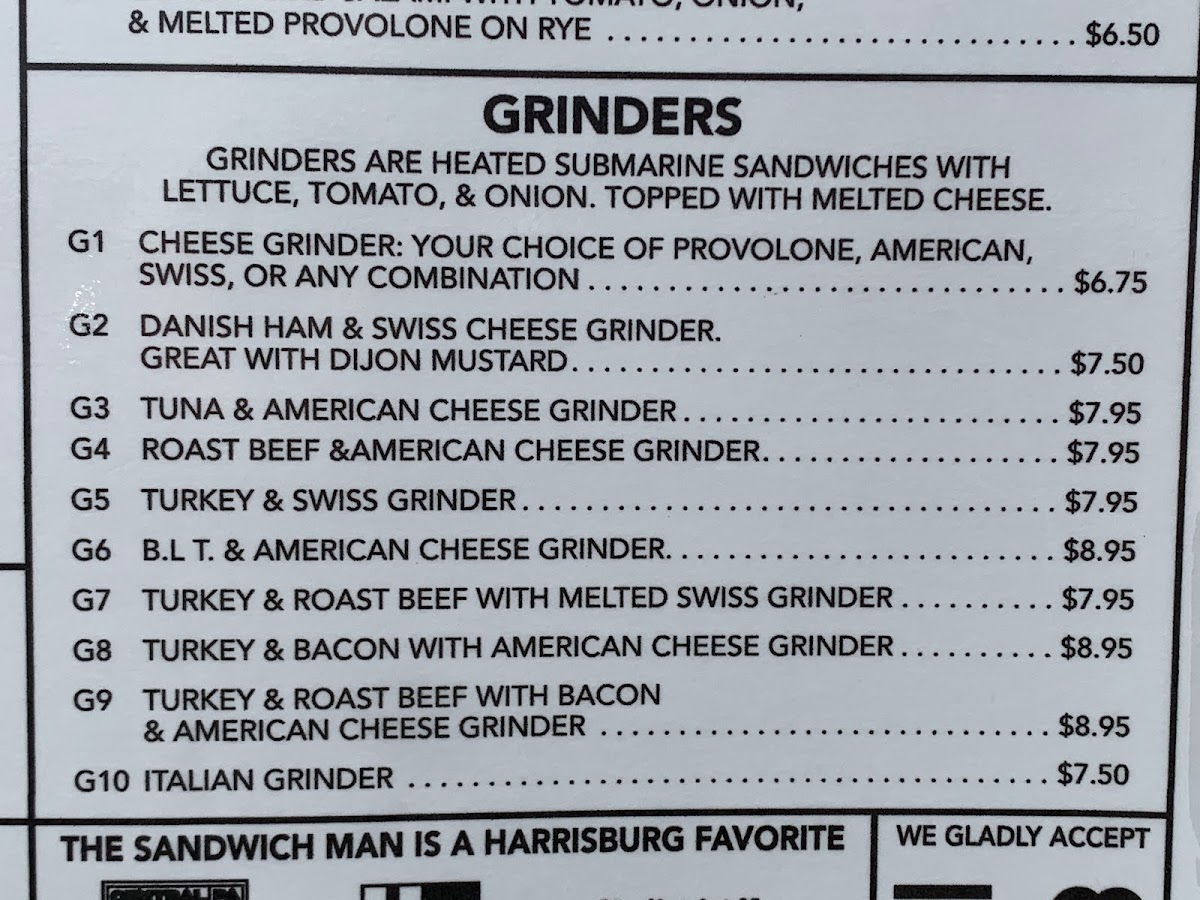 TOMATO, ONION,
& MELTED PROVOLONE ON RYE ................................ $6.50
GRINDERS
GRINDERS ARE HEATED SUBMARINE SANDWICHES WITH
LETTUCE, TOMATO, & ONION. TOPPED WITH MELTED CHEESE.
G1 CHEESE GRINDER: YOUR CHOICE OF PROVOLONE, AMERICAN,
SWISS, OR ANY COMBINATION ................................ $6.75
G2 DANISH HAM & SWISS CHEESE GRINDER.
GREAT WITH DIJON MUSTARD ................................ $7.50
G3 TUNA & AMERICAN CHEESE GRINDER .......................... $7.95
G4 ROAST BEEF &AMERICAN CHEESE GRINDER .................... $7.95
G5 TURKEY & SWISS GRINDER .................................... $7.95
G6 B.L T. & AMERICAN CHEESE GRINDER .......................... $8.95
G7 TURKEY & ROAST BEEF WITH MELTED SWISS GRINDER .......... $7.95
G8 TURKEY & BACON WITH AMERICAN CHEESE GRINDER .......... $8.95
G9 TURKEY & ROAST BEEF WITH BACON
& AMERICAN CHEESE GRINDER .............................. $8.95
G10 ITALIAN GRINDER ........................................... $7.50
THE SANDWICH MAN IS A HARRISBURG FAVORITE
WE GLADLY ACCEPT
CENTRAL PA